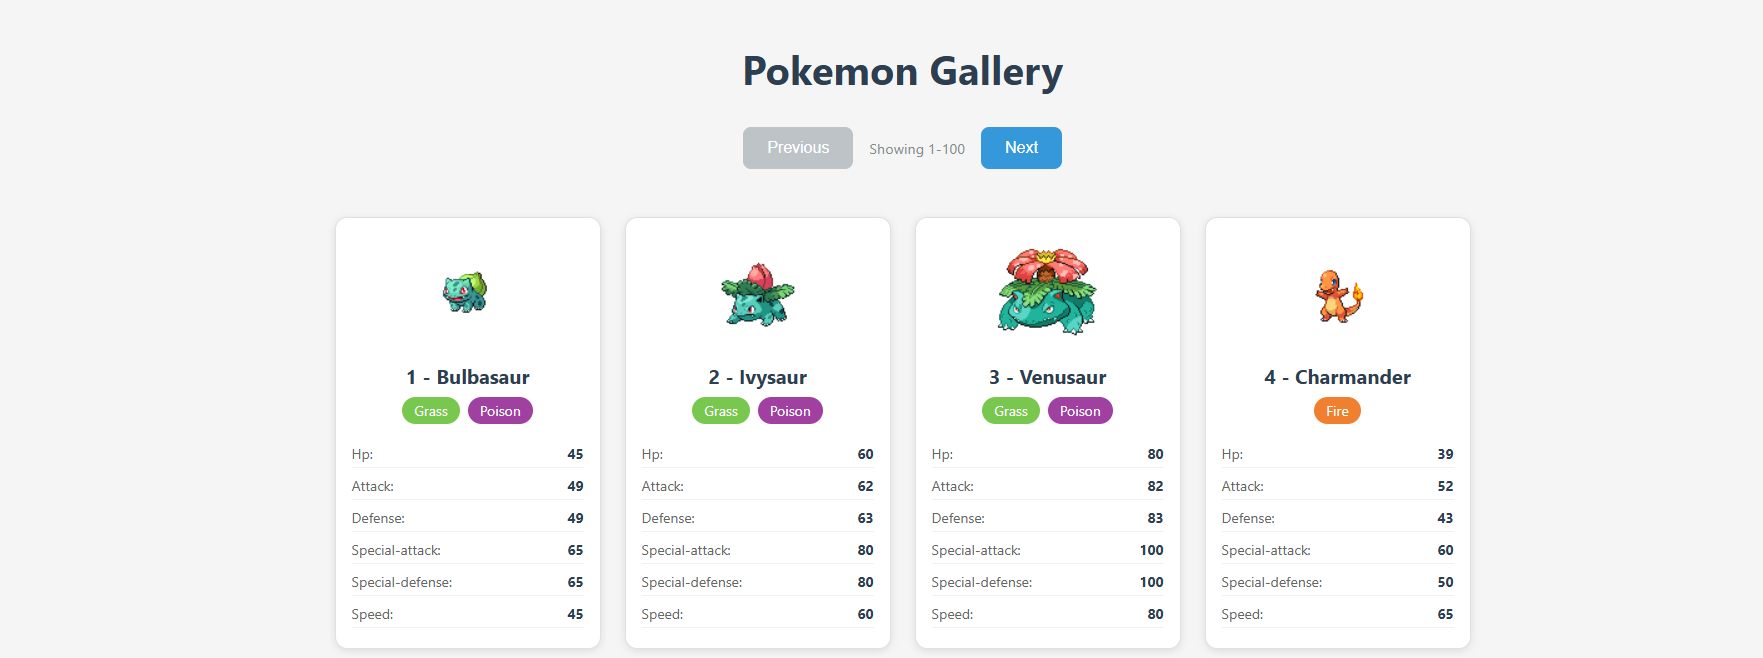 Pokemon Gallery
Previous Showing 1-100 Next
1 - Bulbasaur
Grass Poison
Hp: 45
Attack: 49
Defense: 49
Special-attack: 65
Special-defense: 65
Speed: 45
2 - Ivysaur
Grass Poison
Hp: 60
Attack: 62
Defense: 63
Special-attack: 80
Special-defense: 80
Speed: 60
3 - Venusaur
Grass Poison
Hp: 80
Attack: 82
Defense: 83
Special-attack: 100
Special-defense: 100
Speed: 80
4 - Charmander
Fire
Hp: 39
Attack: 52
Defense: 43
Special-attack: 60
Special-defense: 50
Speed: 65